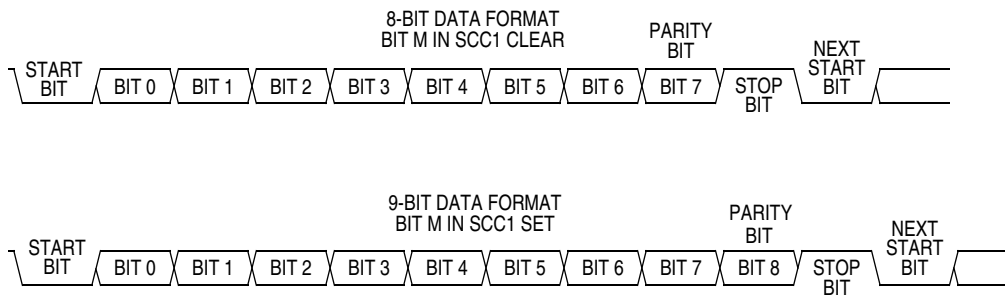 8-BIT DATA FORMAT
BIT M IN SCC1 CLEAR
PARITY
BIT
START
BIT
BIT 0
BIT 1
BIT 2
BIT 3
BIT 4
BIT 5
BIT 6
BIT 7
STOP
BIT
NEXT
START
BIT
9-BIT DATA FORMAT
BIT M IN SCC1 SET
PARITY
BIT
START
BIT
BIT 0
BIT 1
BIT 2
BIT 3
BIT 4
BIT 5
BIT 6
BIT 7
BIT 8
STOP
BIT
NEXT
START
BIT